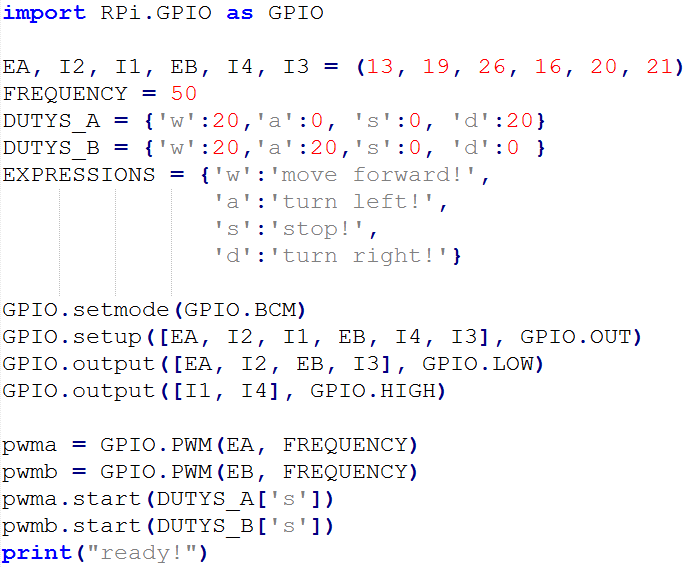 import RPi.GPIO as GPIO
EA, I2, I1, EB, I4, I3 = (13, 19, 26, 16, 20, 21)
FREQUENCY = 50
DUTYS_A = {'w':20,'a':0, 's':0, 'd':20}
DUTYS_B = {'w':20,'a':20,'s':0, 'd':0 }
EXPRESSIONS = {'w':'move forward!',
               'a':'turn left!',
               's':'stop!',
               'd':'turn right!'}
GPIO.setmode(GPIO.BCM)
GPIO.setup([EA, I2, I1, EB, I4, I3], GPIO.OUT)
GPIO.output([EA, I2, EB, I3], GPIO.LOW)
GPIO.output([I1, I4], GPIO.HIGH)
pwma = GPIO.PWM(EA, FREQUENCY)
pwmb = GPIO.PWM(EB, FREQUENCY)
pwma.start(DUTYS_A['s'])
pwmb.start(DUTYS_B['s'])
print("ready!")